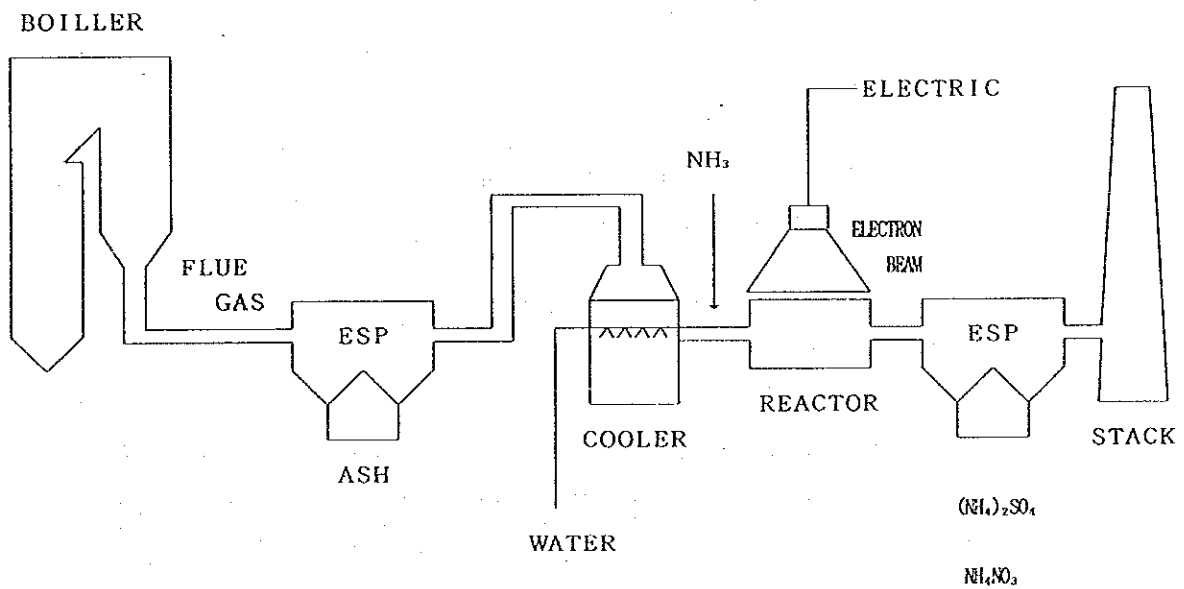 BOILLER
ELECTRIC
NH₃
ELECTRON
BEAM
FLUE
GAS
ESP
ESP
REACTOR
COOLER
STACK
ASH
(NH₄)₂SO₄
WATER
NH₄NO₃